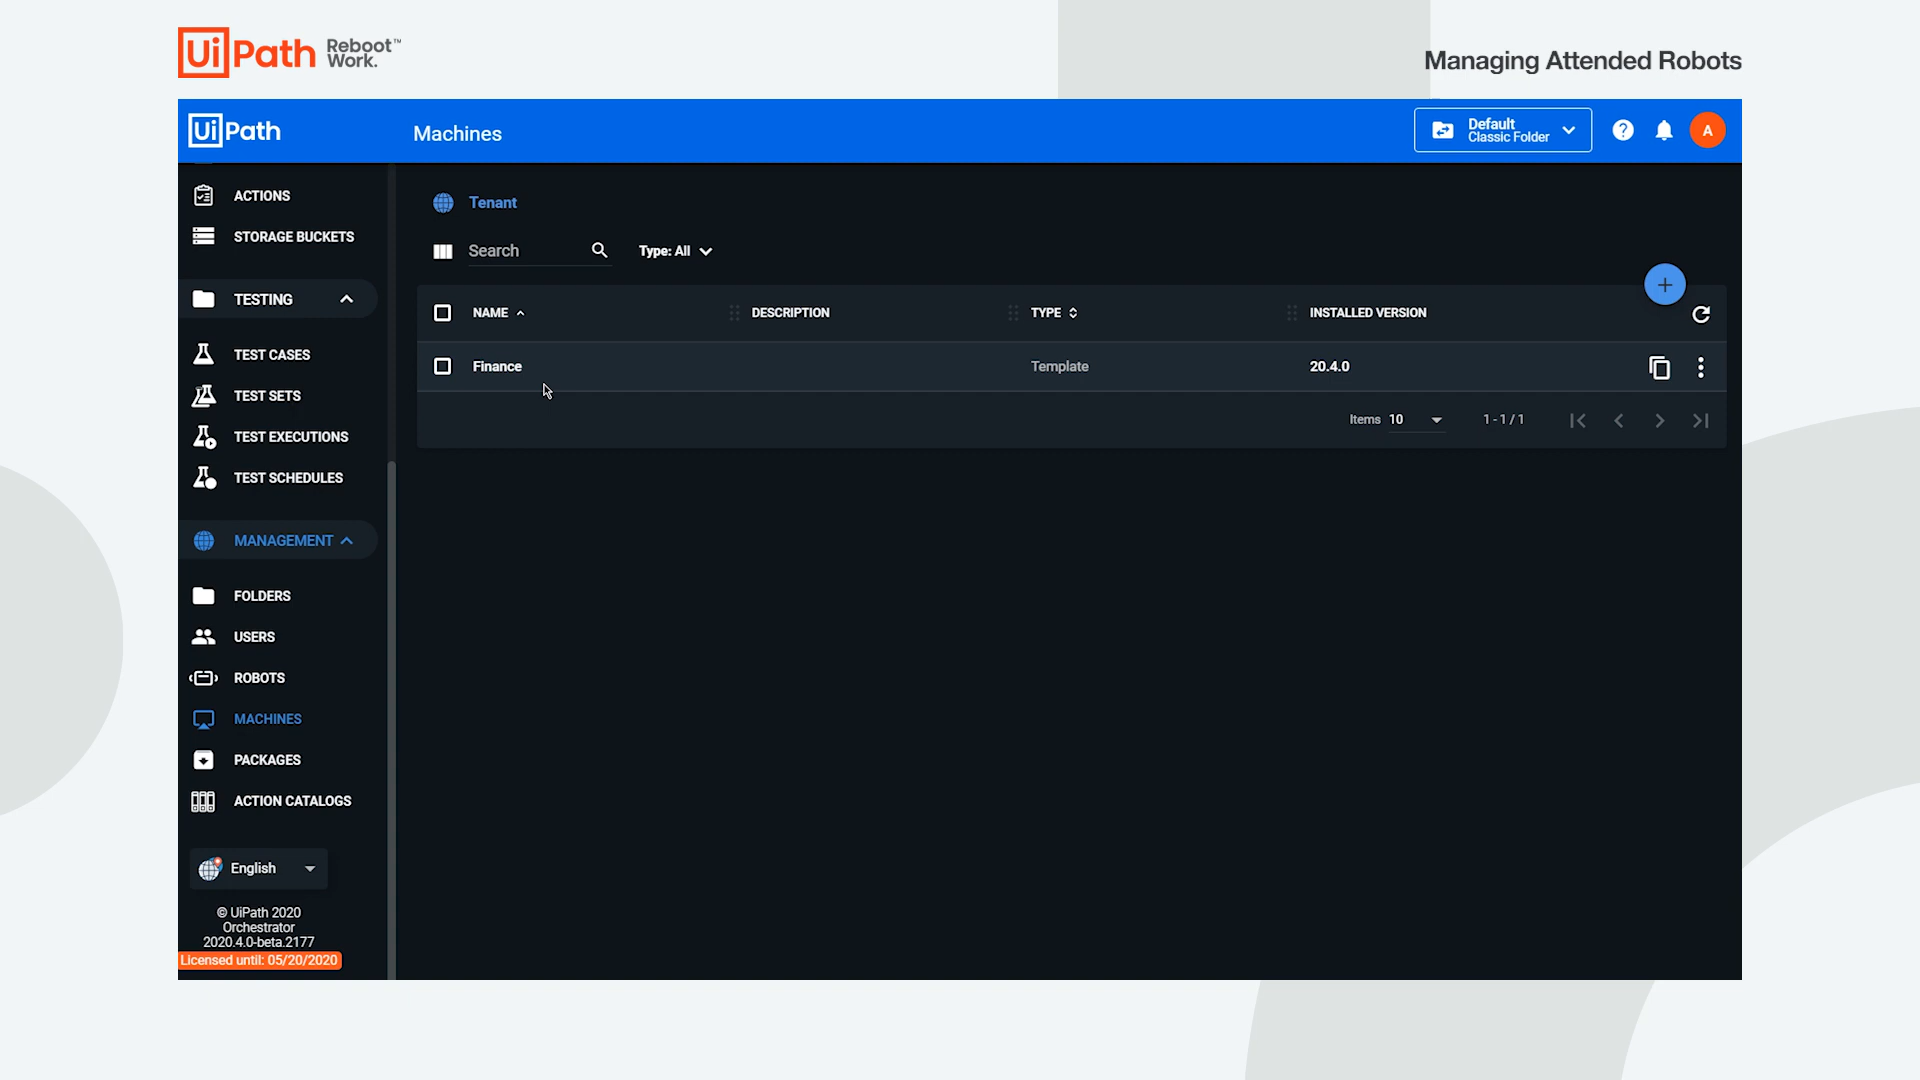 UiPath Reboot Work.™
Managing Attended Robots
UiPath
Machines
Default
Classic Folder
A
ACTIONS
STORAGE BUCKETS
TESTING
TEST CASES
TEST SETS
TEST EXECUTIONS
TEST SCHEDULES
MANAGEMENT
FOLDERS
USERS
ROBOTS
MACHINES
PACKAGES
ACTION CATALOGS
English
© UiPath 2020
Orchestrator
2020.4.0-beta.2177
Licensed until: 05/20/2020
Tenant
Search
Type: All
NAME DESCRIPTION TYPE INSTALLED VERSION
Finance Template 20.4.0
Items 10 1 - 1 / 1